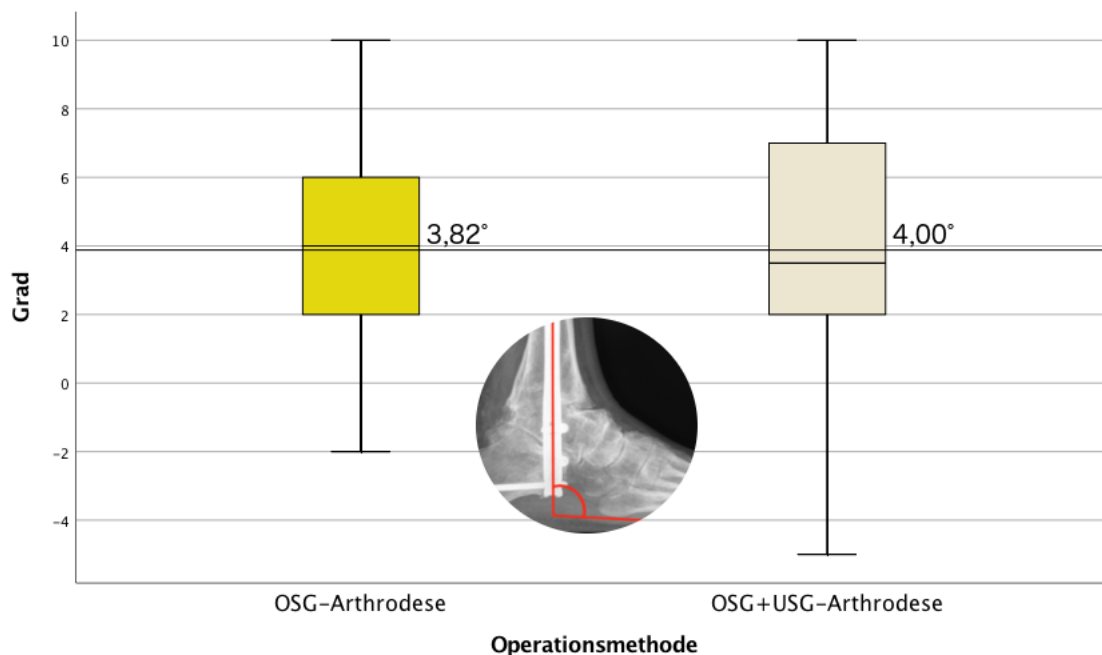 10
8
6
4
2
0
-2
-4
Grad
3,82°
4,00°
OSG-Arthrodese
OSG+USG-Arthrodese
Operationsmethode